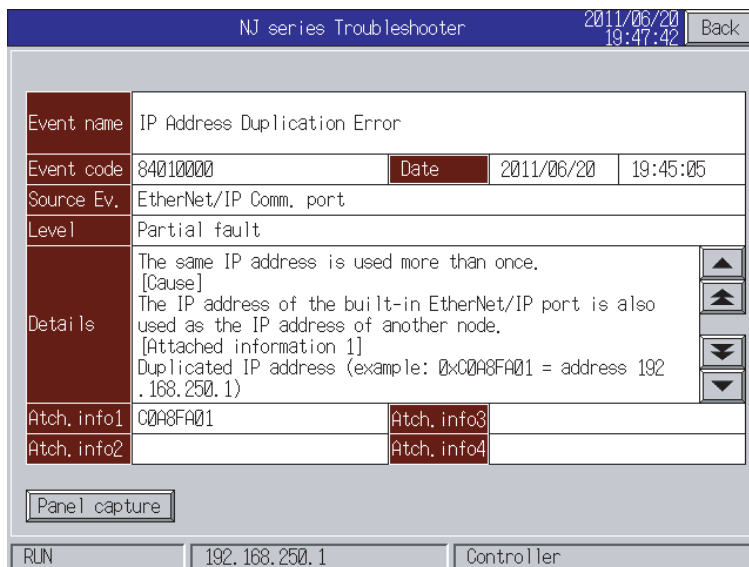 NJ series Troubleshooter
2011/06/20
19:47:42
Back
Event name
IP Address Duplication Error
Event code
84010000
Date
2011/06/20
19:45:05
Source Ev.
EtherNet/IP Comm. port
Level
Partial fault
Details
The same IP address is used more than once.
[Cause]
The IP address of the built-in EtherNet/IP port is also
used as the IP address of another node.
[Attached information 1]
Duplicated IP address (example: 0xC0A8FA01 = address 192
.168.250.1)
Atch.info1
C0A8FA01
Atch.info3
Atch.info2
Atch.info4
Panel capture
RUN
192.168.250.1
Controller